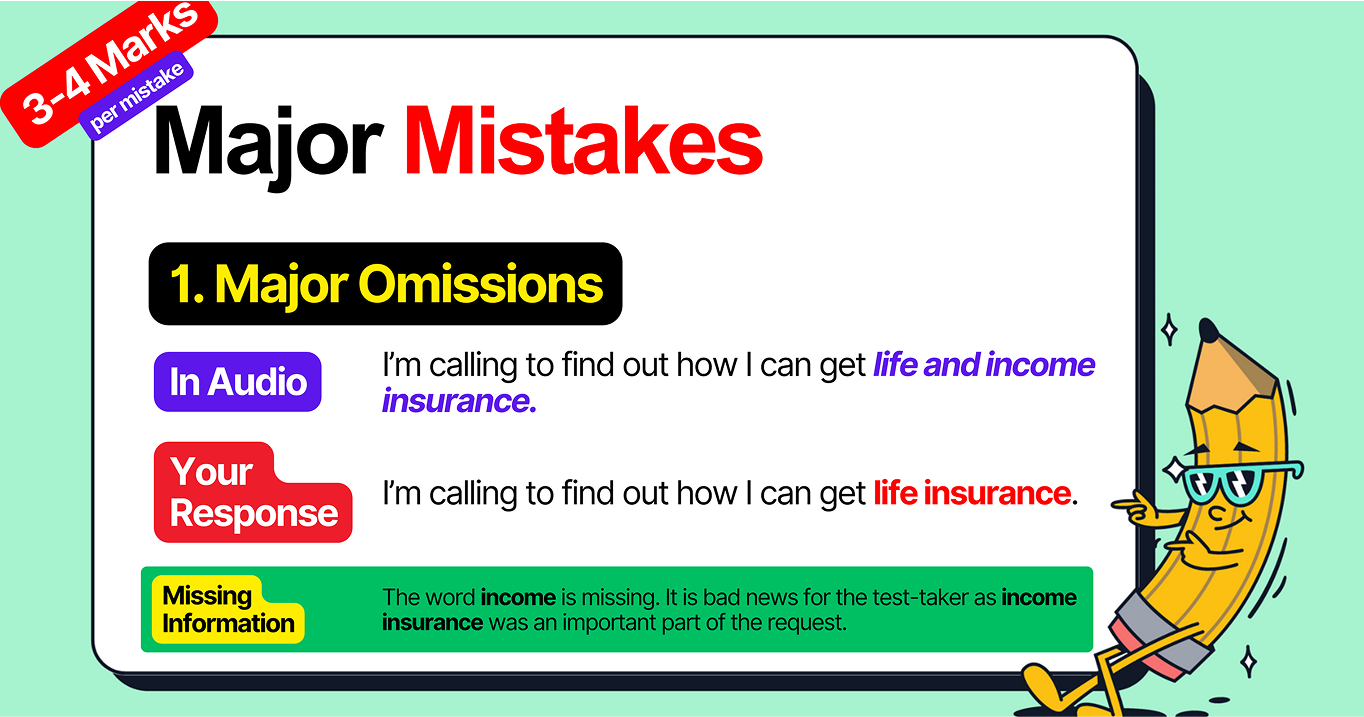 3-4 Marks
per mistake
Major Mistakes
1. Major Omissions
In Audio
I'm calling to find out how I can get life and income
insurance.
Your
Response
I'm calling to find out how I can get life insurance.
Missing
Information
The word income is missing. It is bad news for the test-taker as income
insurance was an important part of the request.